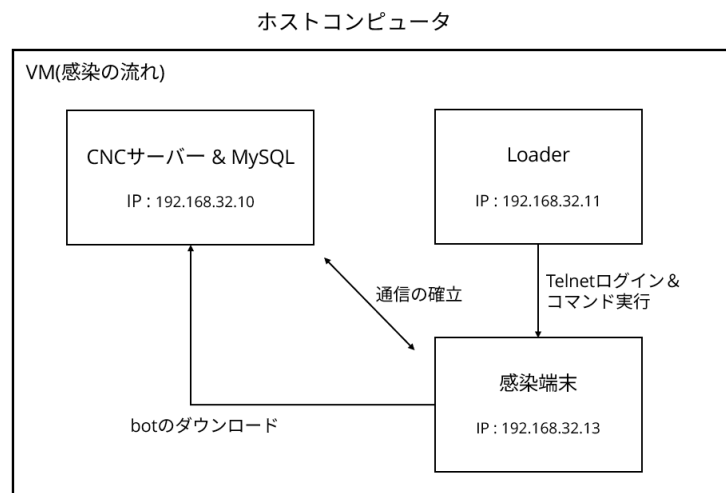 ホストコンピュータ
VM(感染の流れ)
CNCサーバー & MySQL
IP : 192.168.32.10
Loader
IP : 192.168.32.11
Telnetログイン＆
コマンド実行
通信の確立
感染端末
IP : 192.168.32.13
botのダウンロード